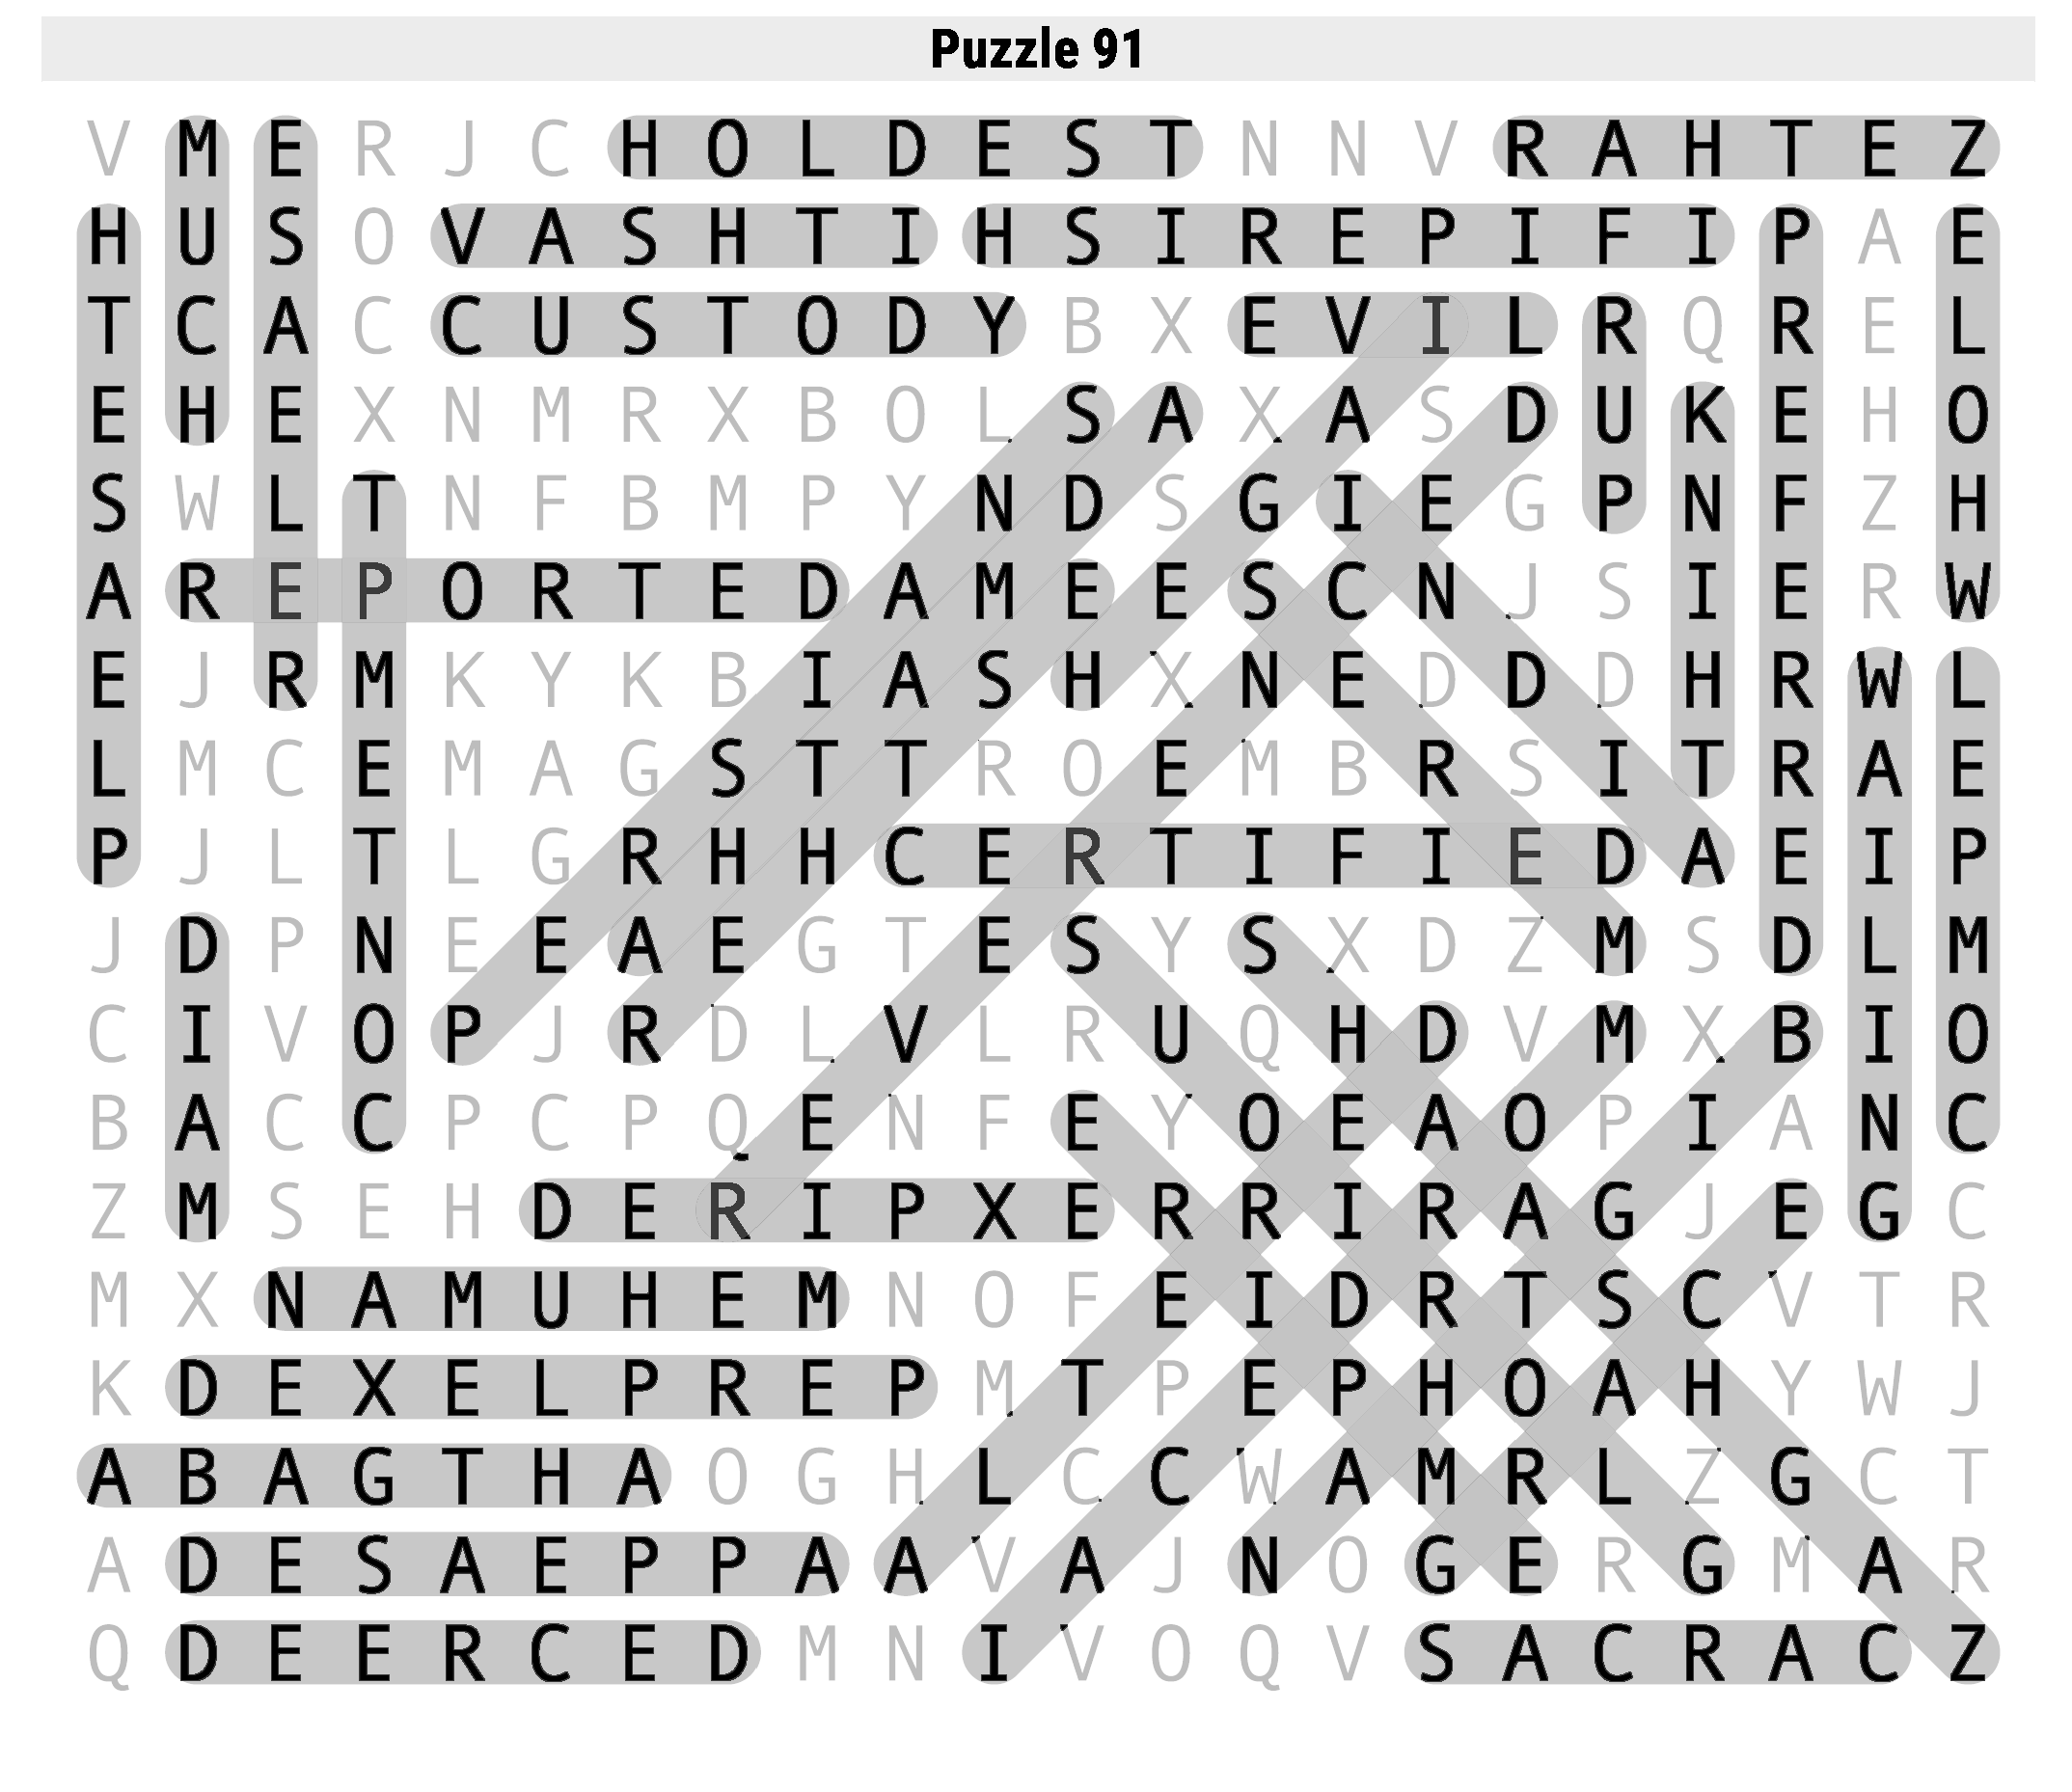 Puzzle 91
V M E R J C H O L D E S T N N V R A H T E Z
H U S O V A S H T I H S I R E P I F I P A E
T C A C C U S T O D Y B X E V I L R Q R E L
E H E X N M R X B O L S A X A S D U K E H O
S W L T N F B M P Y N D S G I E G P N F Z H
A R E P O R T E D A M E E S C N J S I E R W
E J R M K Y K B I A S H X N E D D D H R W L
L M C E M A G S T T R O E M B R S I T R A E
P J L T L G R H H C E R T I F I E D A E I P
J D P N E E A E G T E S Y S X D Z M S D L M
C I V O P J R D L V L R U Q H D V M X B I O
B A C C P C P Q E N F E Y O E A O P I A N C
Z M S E H D E R I P X E R R I R A G J E G C
M X N A M U H E M N O F E I D R T S C V T R
K D E X E L P R E P M T P E P H O A H Y W J
A B A G T H A O G H L C C W A M R L Z G C T
A D E S A E P P A A V A J N O G E R G M A R
Q D E E R C E D M N I V O Q V S A C R A C Z